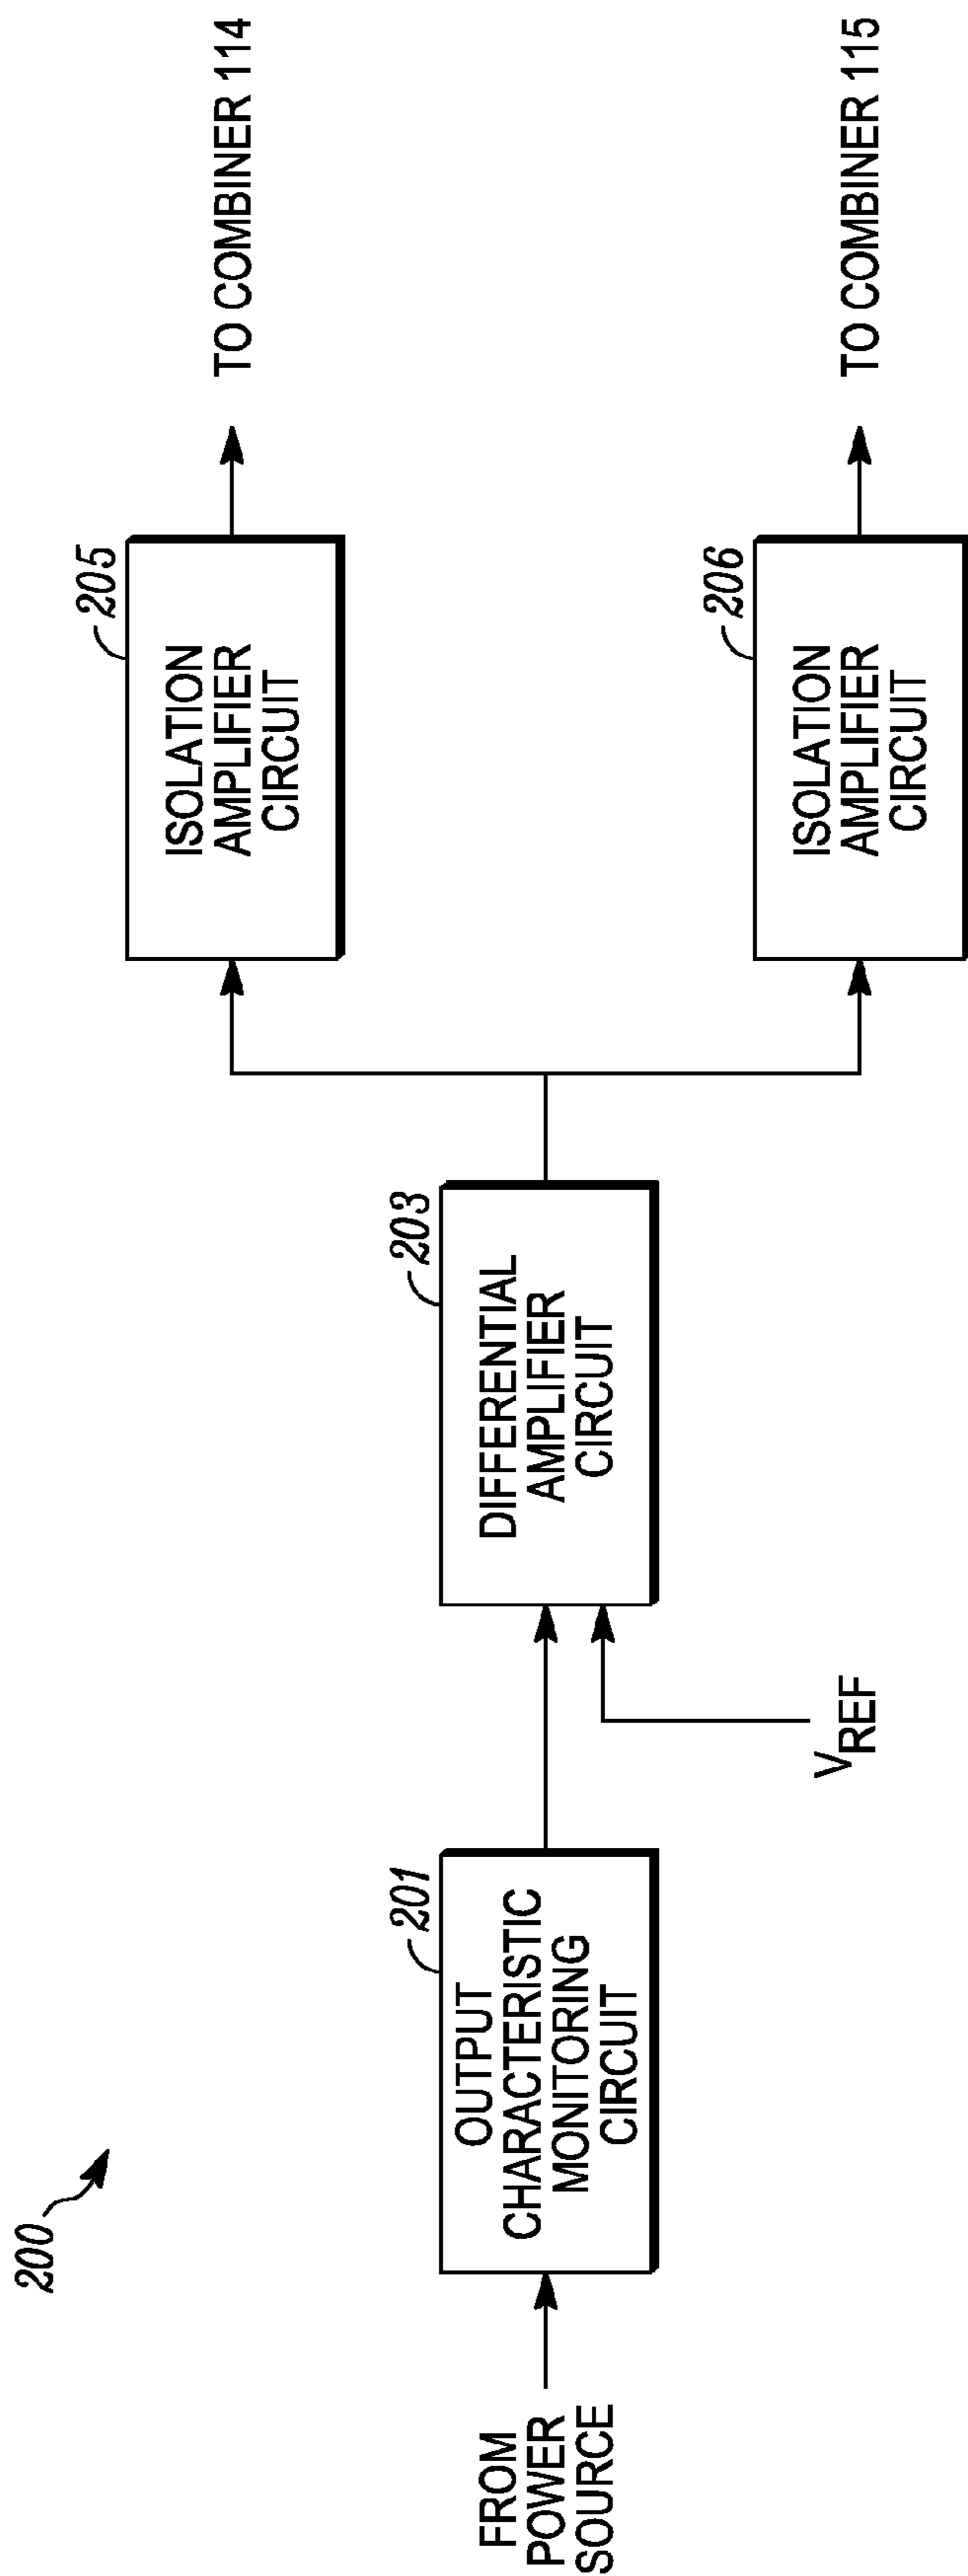 200
FROM
POWER
SOURCE
201
OUTPUT
CHARACTERISTIC
MONITORING
CIRCUIT
VREF
203
DIFFERENTIAL
AMPLIFIER
CIRCUIT
205
ISOLATION
AMPLIFIER
CIRCUIT
TO COMBINER 114
206
ISOLATION
AMPLIFIER
CIRCUIT
TO COMBINER 115